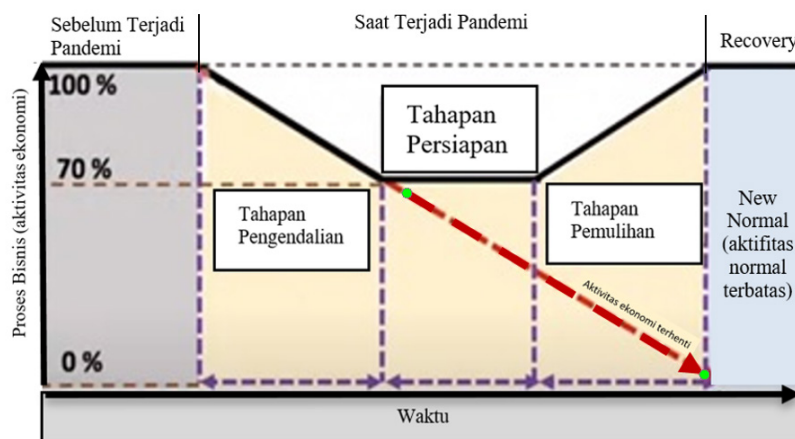 Sebelum Terjadi
Pandemi
Saat Terjadi Pandemi
Recovery
Proses Bisnis (aktivitas ekonomi)
100 %
70 %
0 %
Tahapan
Persiapan
Tahapan
Pengendalian
Tahapan
Pemulihan
Aktivitas ekonomi terhenti
New
Normal
(aktifitas
normal
terbatas)
Waktu